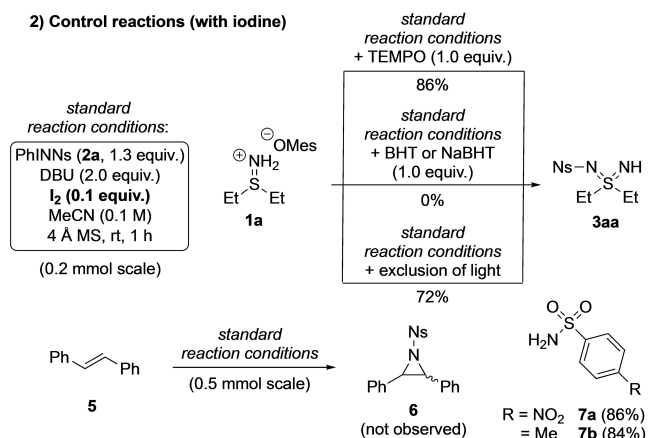 2) Control reactions (with iodine)
standard
reaction conditions
+ TEMPO (1.0 equiv.)
86%
standard
reaction conditions:
PhINNs (2a, 1.3 equiv.)
DBU (2.0 equiv.)
I2 (0.1 equiv.)
MeCN (0.1 M)
4 Å MS, rt, 1 h
(0.2 mmol scale)
⊖
OMes
⊕
NH2
S
Et Et
1a
standard
reaction conditions
+ BHT or NaBHT
(1.0 equiv.)
0%
standard
reaction conditions
+ exclusion of light
72%
Ns N NH
S
Et Et
3aa
Ph
Ph
5
standard
reaction conditions
(0.5 mmol scale)
Ns
N
Ph Ph
6
(not observed)
O O
S
H2N
R
R = NO2 7a (86%)
= Me 7b (84%)